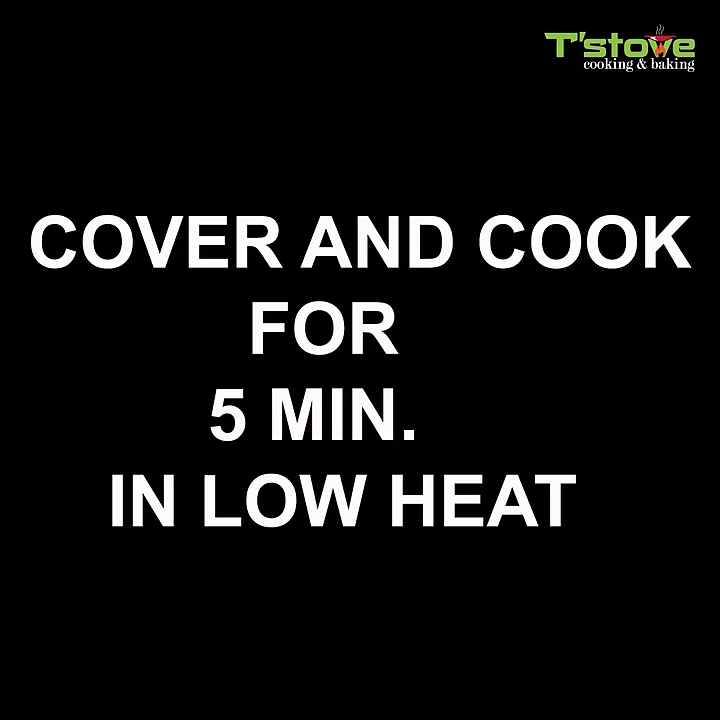 T'stove
cooking & baking
COVER AND COOK
FOR
5 MIN.
IN LOW HEAT